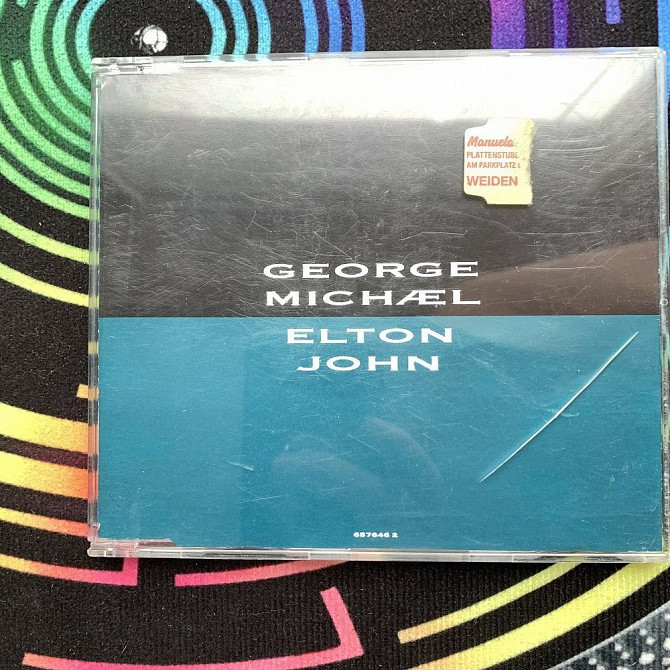 Manuela
PLATTENSTUBE
AM PARKPLATZ
WEIDEN
GEORGE
MICHÆL
ELTON
JOHN
657646 2